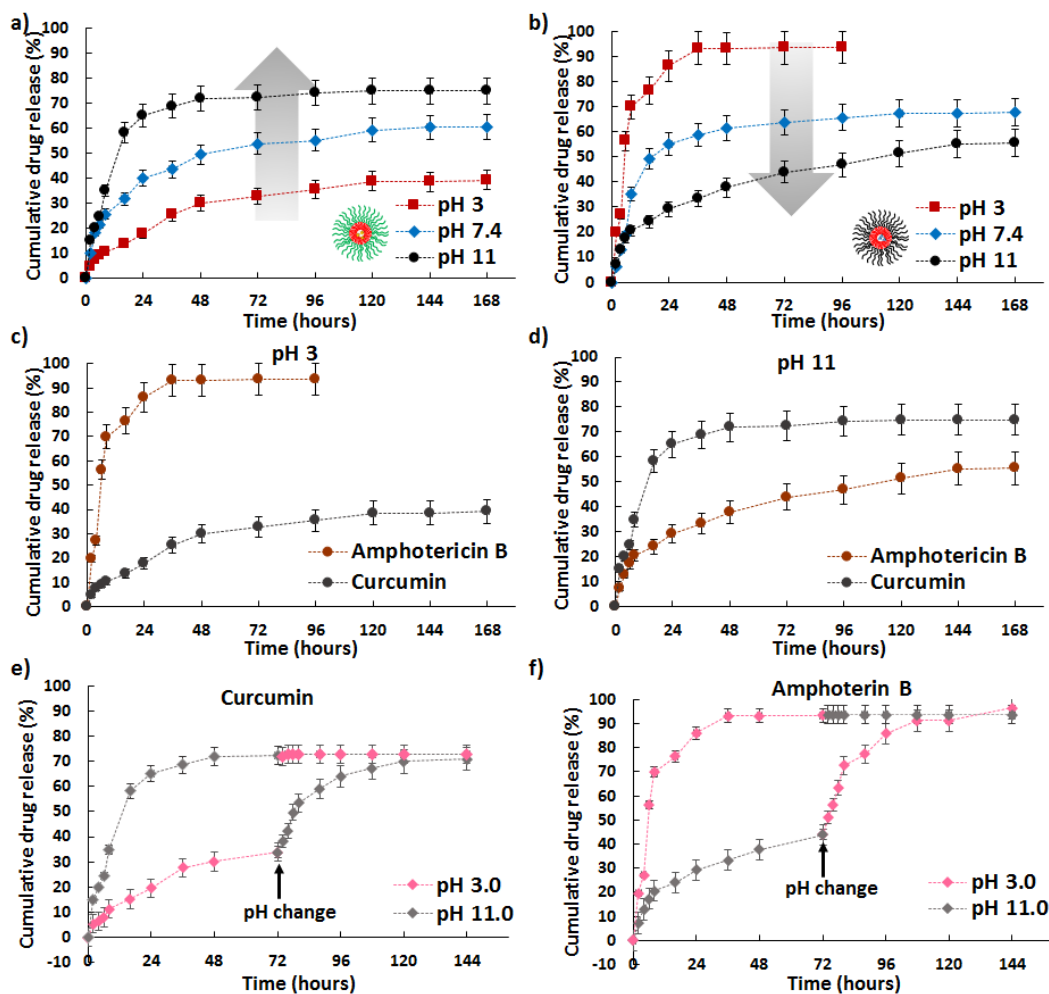 a)
Cumulative drug release (%)
100
90
80
70
60
50
40
30
20
10
0
pH 3
pH 7.4
pH 11
0 24 48 72 96 120 144 168
Time (hours)
b)
Cumulative drug release (%)
100
90
80
70
60
50
40
30
20
10
0
pH 3
pH 7.4
pH 11
0 24 48 72 96 120 144 168
Time (hours)
c)
pH 3
Cumulative drug release (%)
100
90
80
70
60
50
40
30
20
10
0
Amphotericin B
Curcumin
0 24 48 72 96 120 144 168
Time (hours)
d)
pH 11
Cumulative drug release (%)
100
90
80
70
60
50
40
30
20
10
0
Amphotericin B
Curcumin
0 24 48 72 96 120 144 168
Time (hours)
e)
Curcumin
Cumulative drug release (%)
100
90
80
70
60
50
40
30
20
10
0
-10
pH change
pH 3.0
pH 11.0
0 24 48 72 96 120 144
Time (hours)
f)
Amphoterin B
Cumulative drug release (%)
100
90
80
70
60
50
40
30
20
10
0
-10
pH change
pH 3.0
pH 11.0
0 24 48 72 96 120 144
Time (hours)